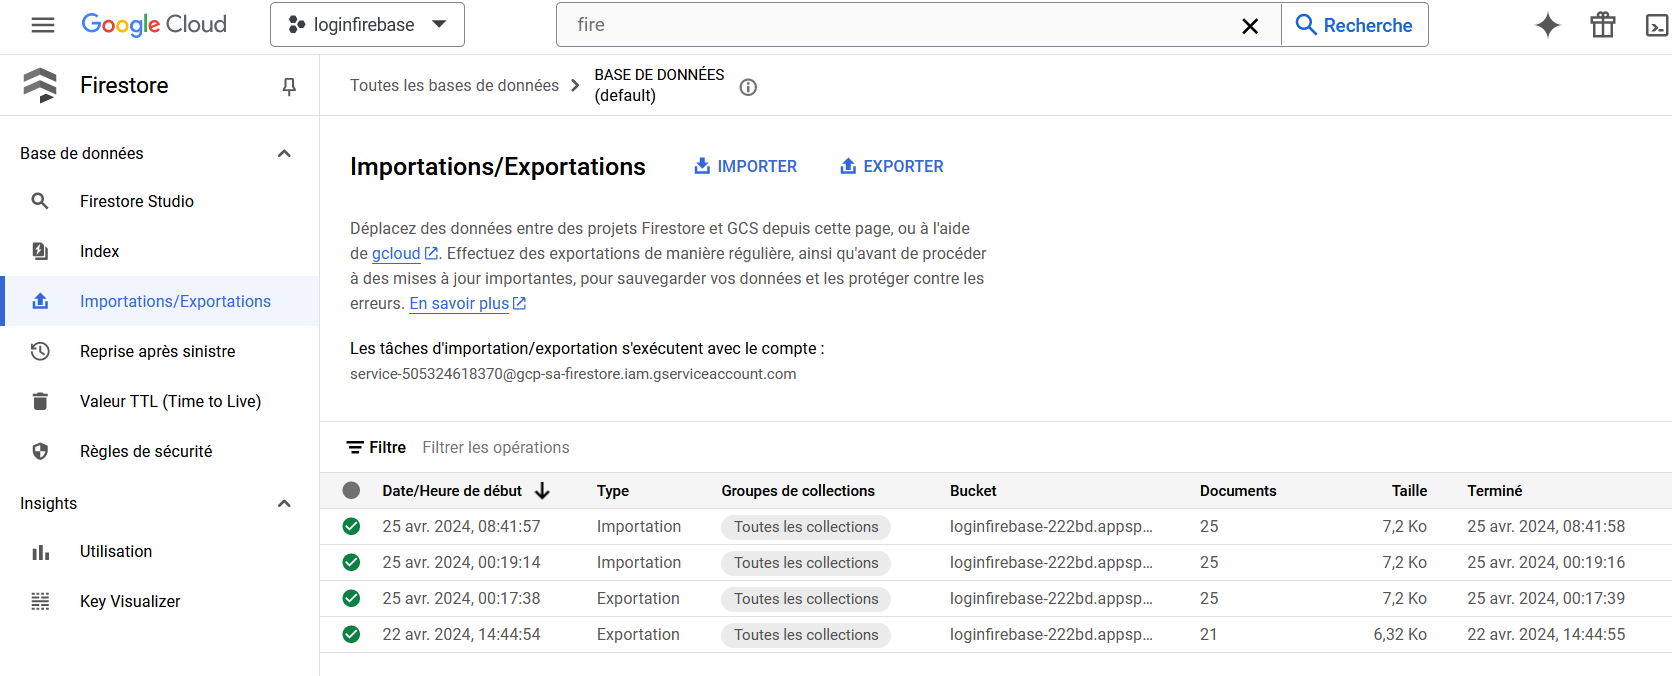 Google Cloud
loginfirebase
fire
Recherche
Firestore
Toutes les bases de données
BASE DE DONNÉES
(default)
Base de données
Firestore Studio
Index
Importations/Exportations
Reprise après sinistre
Valeur TTL (Time to Live)
Règles de sécurité
Insights
Utilisation
Key Visualizer
Importations/Exportations
IMPORTER
EXPORTER
Déplacez des données entre des projets Firestore et GCS depuis cette page, ou à l'aide
de gcloud. Effectuez des exportations de manière régulière, ainsi qu'avant de procéder
à des mises à jour importantes, pour sauvegarder vos données et les protéger contre les
erreurs. En savoir plus
Les tâches d'importation/exportation s'exécutent avec le compte :
service-505324618370@gcp-sa-firestore.iam.gserviceaccount.com
Filtre Filtrer les opérations
Date/Heure de début Type Groupes de collections Bucket Documents Taille Terminé
25 avr. 2024, 08:41:57 Importation Toutes les collections loginfirebase-222bd.appsp... 25 7,2 Ko 25 avr. 2024, 08:41:58
25 avr. 2024, 00:19:14 Importation Toutes les collections loginfirebase-222bd.appsp... 25 7,2 Ko 25 avr. 2024, 00:19:16
25 avr. 2024, 00:17:38 Exportation Toutes les collections loginfirebase-222bd.appsp... 25 7,2 Ko 25 avr. 2024, 00:17:39
22 avr. 2024, 14:44:54 Exportation Toutes les collections loginfirebase-222bd.appsp... 21 6,32 Ko 22 avr. 2024, 14:44:55